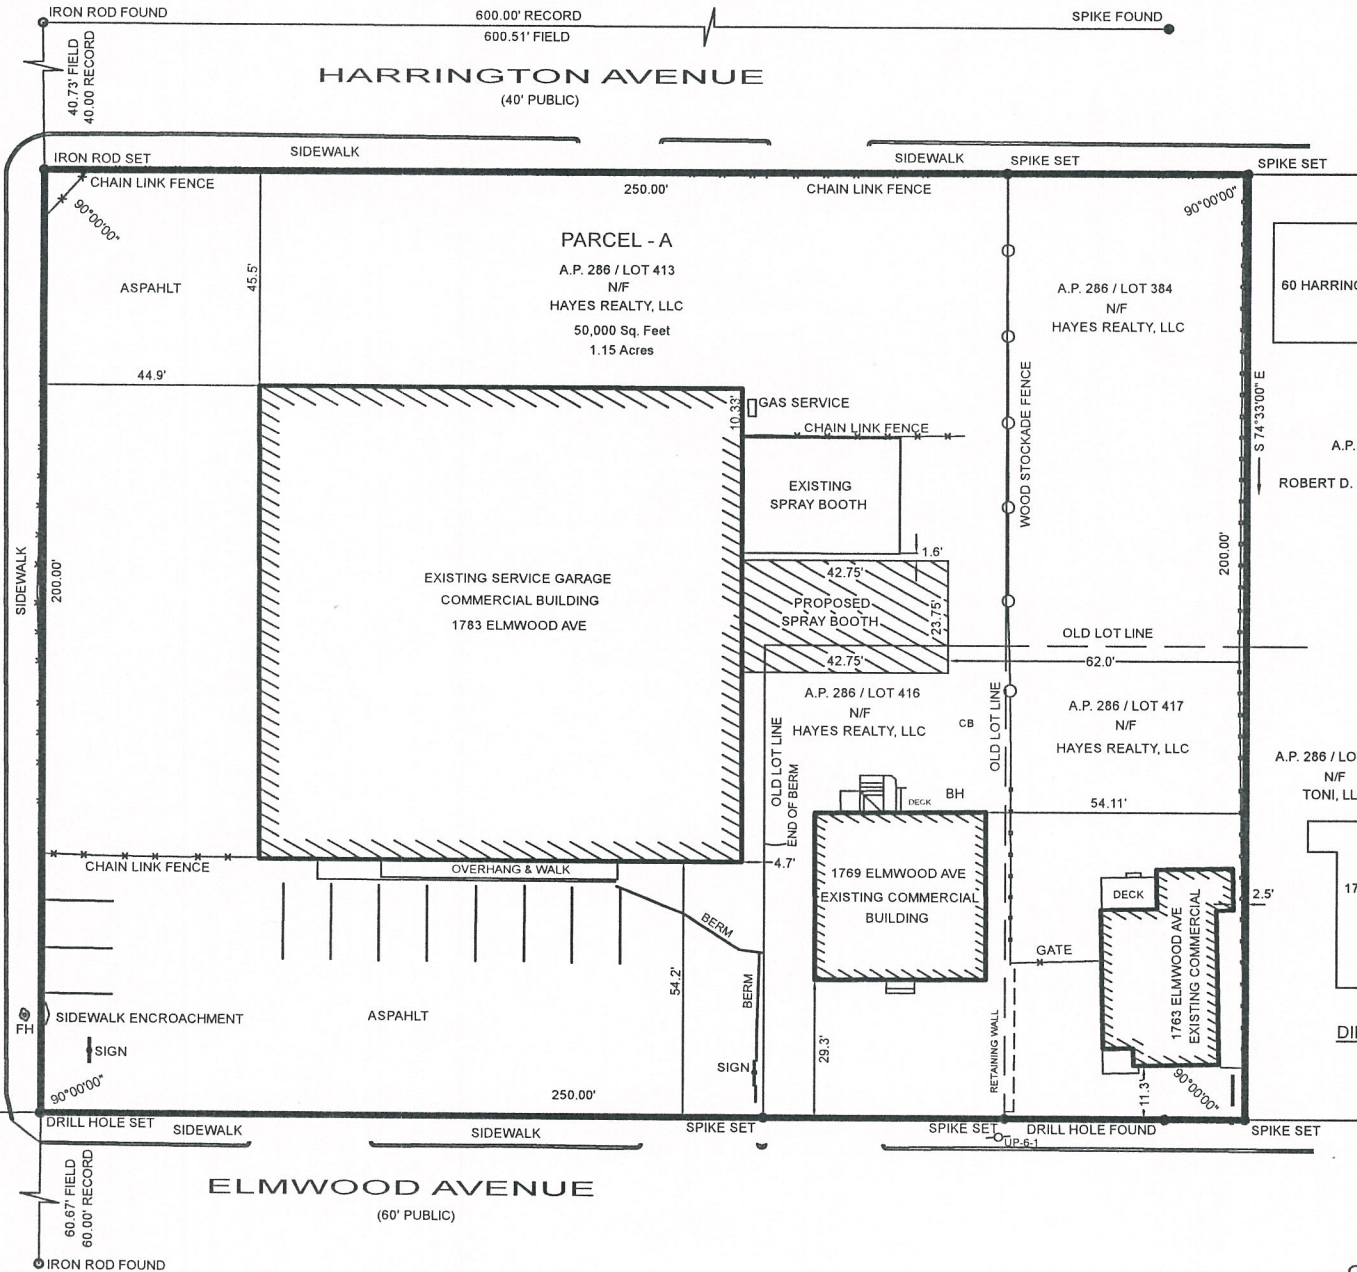 IRON ROD FOUND
600.00' RECORD
600.51' FIELD
SPIKE FOUND
40.73' FIELD
40.00 RECORD
HARRINGTON AVENUE
(40' PUBLIC)
SIDEWALK
SIDEWALK
IRON ROD SET
SPIKE SET
SPIKE SET
CHAIN LINK FENCE
250.00'
CHAIN LINK FENCE
90°00'00"
90°00'00"
PARCEL - A
A.P. 286 / LOT 413
N/F
HAYES REALTY, LLC
50,000 Sq. Feet
1.15 Acres
45.5'
ASPAHLT
A.P. 286 / LOT 384
N/F
HAYES REALTY, LLC
60 HARRING
44.9'
10.33'
GAS SERVICE
CHAIN LINK FENCE
WOOD STOCKADE FENCE
S 74°33'00" E
A.P.
ROBERT D.
EXISTING
SPRAY BOOTH
1.6'
SIDEWALK
200.00'
200.00'
EXISTING SERVICE GARAGE
COMMERCIAL BUILDING
1783 ELMWOOD AVE
42.75'
PROPOSED
SPRAY BOOTH
23.75'
42.75'
OLD LOT LINE
62.0'
A.P. 286 / LOT 416
N/F
HAYES REALTY, LLC
CB
OLD LOT LINE
A.P. 286 / LOT 417
N/F
HAYES REALTY, LLC
A.P. 286 / LO
N/F
TONI, LL
OLD LOT LINE
END OF BERM
DECK
BH
54.11'
CHAIN LINK FENCE
OVERHANG & WALK
4.7'
1769 ELMWOOD AVE
EXISTING COMMERCIAL
BUILDING
DECK
2.5'
17
1763 ELMWOOD AVE
EXISTING COMMERCIAL
BERM
GATE
54.2'
BERM
FH
SIDEWALK ENCROACHMENT
ASPAHLT
SIGN
SIGN
29.3'
RETAINING WALL
11.3'
90°00'00"
90°00'00"
DI
250.00'
DRILL HOLE SET
SIDEWALK
SIDEWALK
SPIKE SET
SPIKE SET
DRILL HOLE FOUND
SPIKE SET
UP-6-1
60.67' FIELD
60.00' RECORD
ELMWOOD AVENUE
(60' PUBLIC)
IRON ROD FOUND